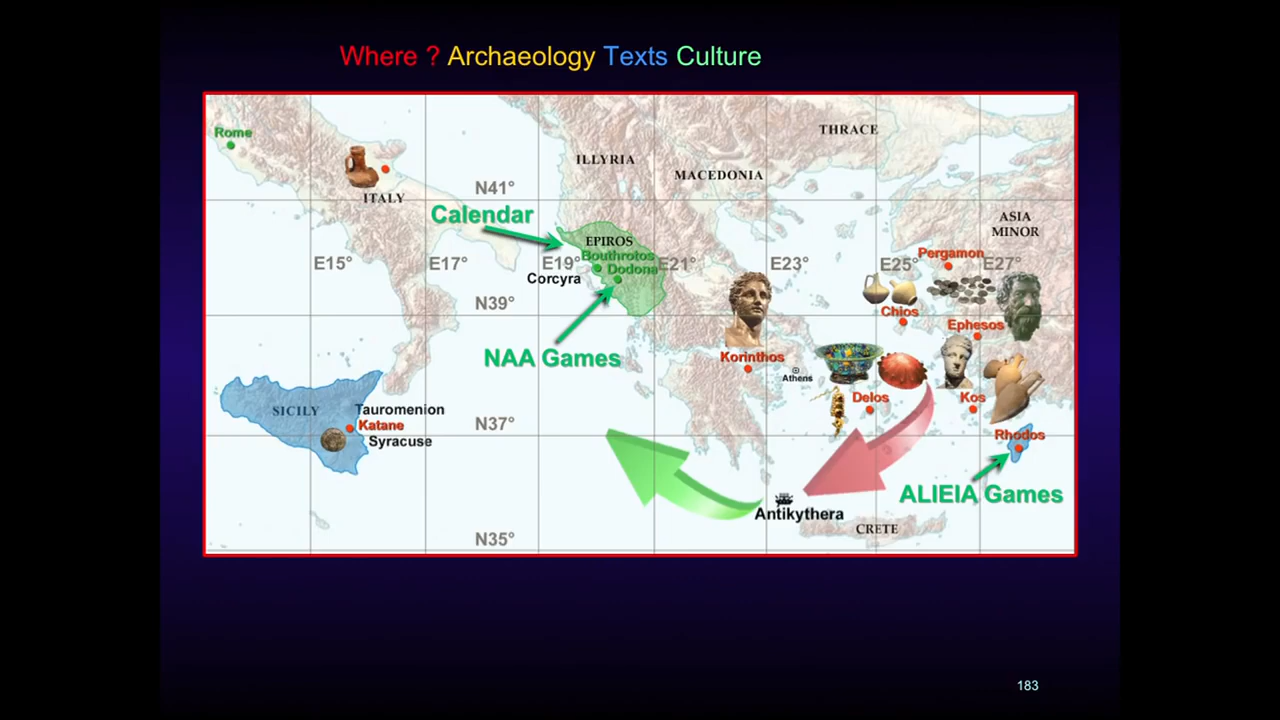 Where ? Archaeology Texts Culture
THRACE
Rome
ILLYRIA
MACEDONIA
N41°
ITALY
Calendar
ASIA
MINOR
EPIROS
Bouthrotos
Pergamon
E15°
E17°
E19°
Dodona
E21°
E23°
E25°
E27°
Corcyra
N39°
Chios
Ephesos
NAA Games
Korinthos
Athens
Delos
Kos
SICILY
Tauromenion
Katane
N37°
Syracuse
Rhodos
ALIEIA Games
Antikythera
CRETE
N35°
183